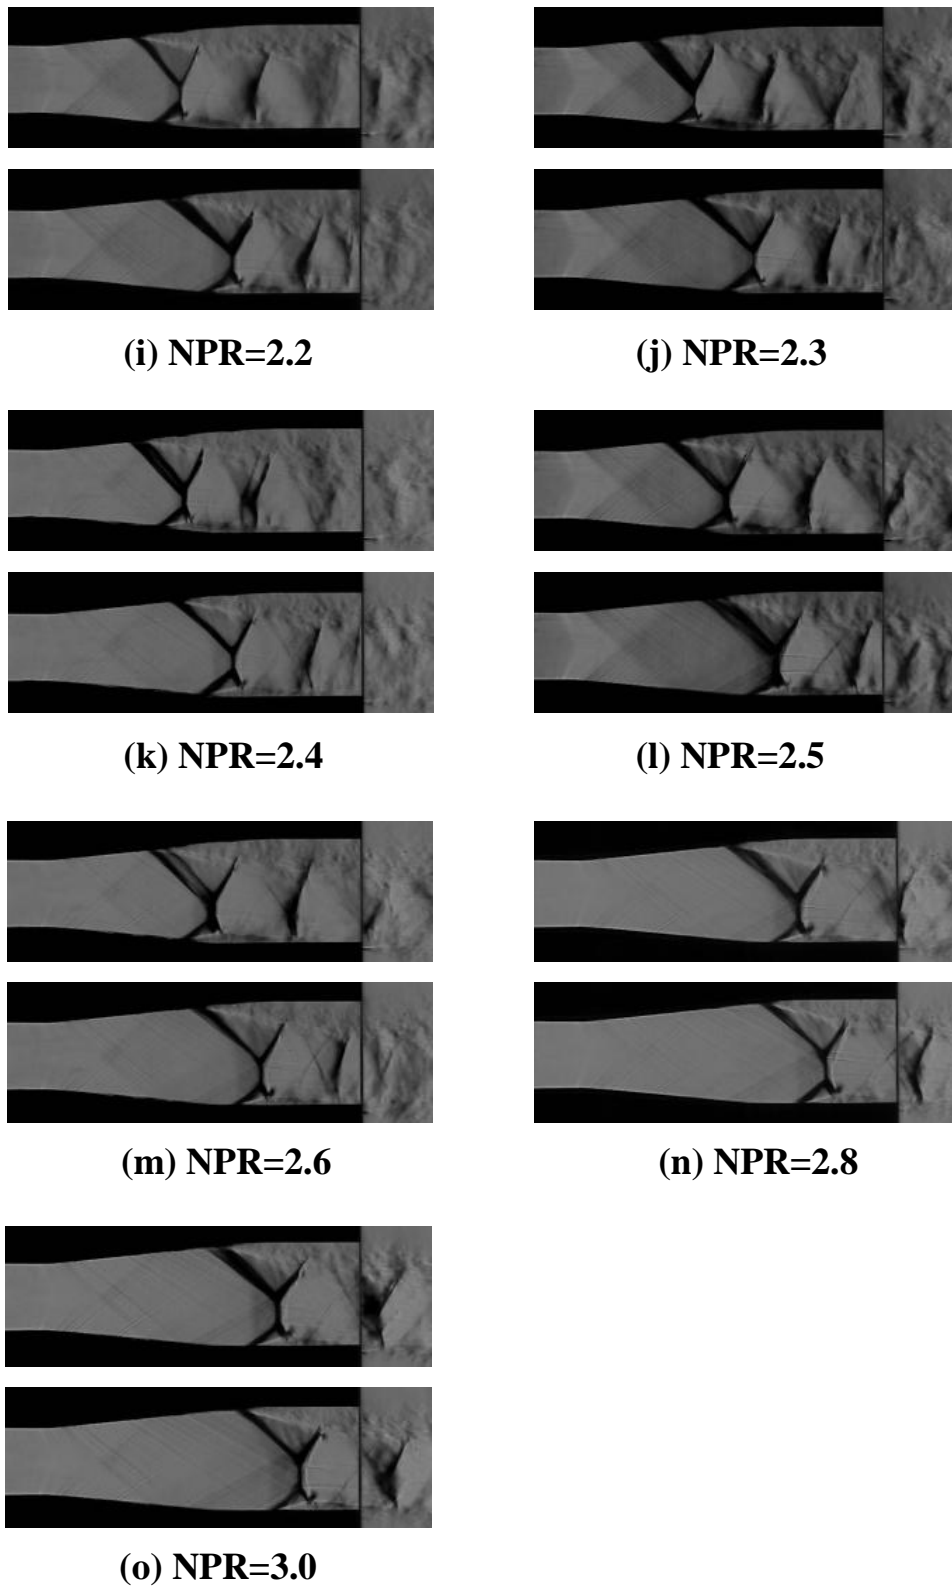 (i) NPR=2.2
(j) NPR=2.3
(k) NPR=2.4
(l) NPR=2.5
(m) NPR=2.6
(n) NPR=2.8
(o) NPR=3.0